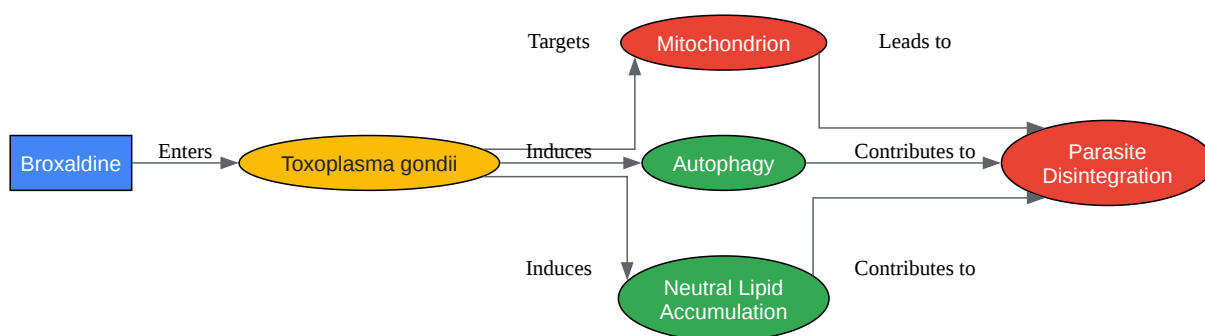 Targets
Mitochondrion
Leads to
Broxaldine
Enters
Toxoplasma gondii
Induces
Autophagy
Contributes to
Parasite
Disintegration
Induces
Neutral Lipid
Accumulation
Contributes to